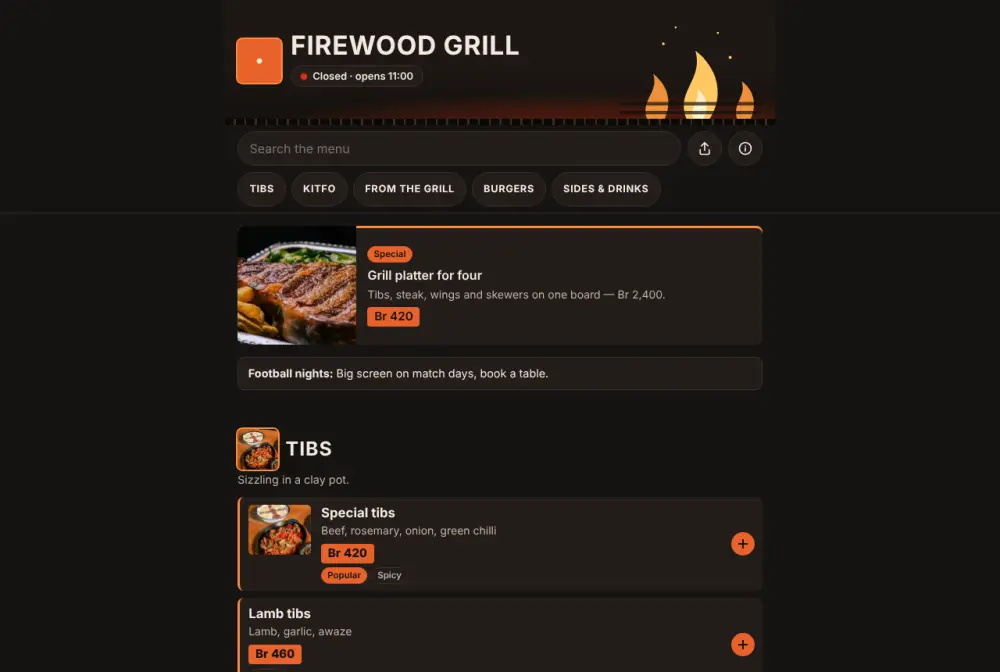 FIREWOOD GRILL
Closed · opens 11:00
Search the menu
TIBS
KITFO
FROM THE GRILL
BURGERS
SIDES & DRINKS
Special
Grill platter for four
Tibs, steak, wings and skewers on one board — Br 2,400.
Br 420
Football nights: Big screen on match days, book a table.
TIBS
Sizzling in a clay pot.
Special tibs
Beef, rosemary, onion, green chilli
Br 420
Popular
Spicy
Lamb tibs
Lamb, garlic, awaze
Br 460